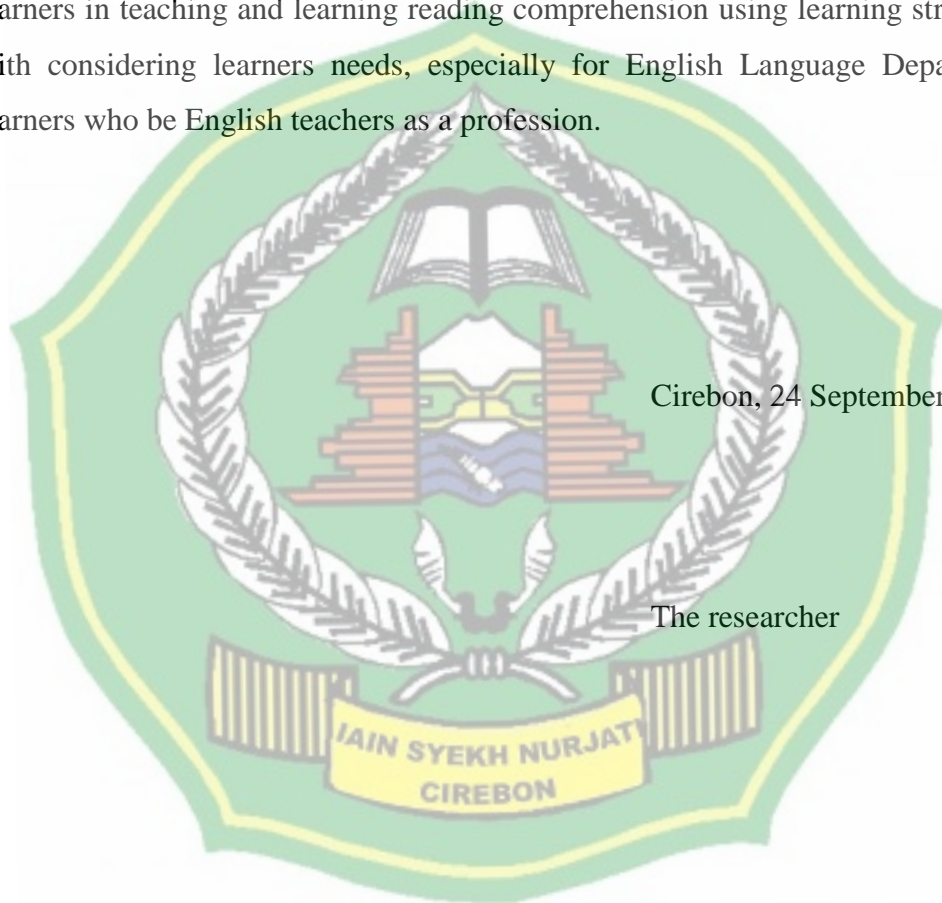 arners in teaching and learning reading comprehension using learning str
ith considering learners needs, especially for English Language Depa
arners who be English teachers as a profession.
Cirebon, 24 September
The researcher
IAIN SYEKH NURJATI
CIREBON